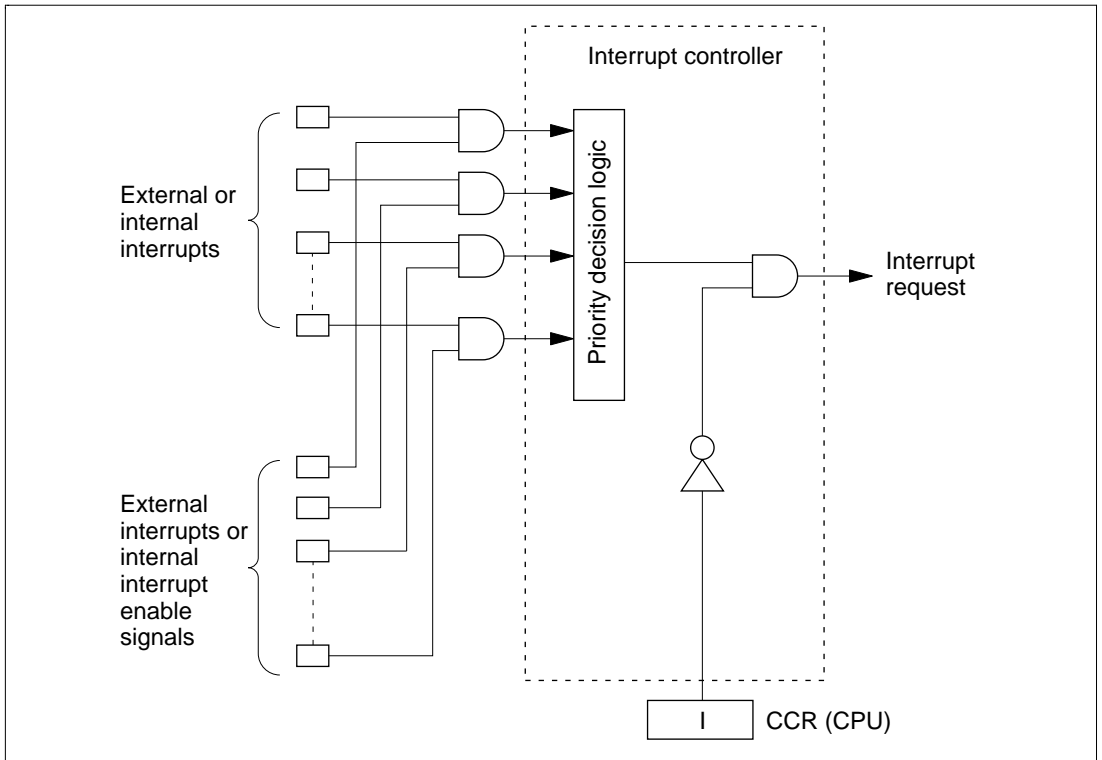 Interrupt controller
External or
internal
interrupts
Priority decision logic
Interrupt
request
External
interrupts or
internal
interrupt
enable
signals
I
CCR (CPU)